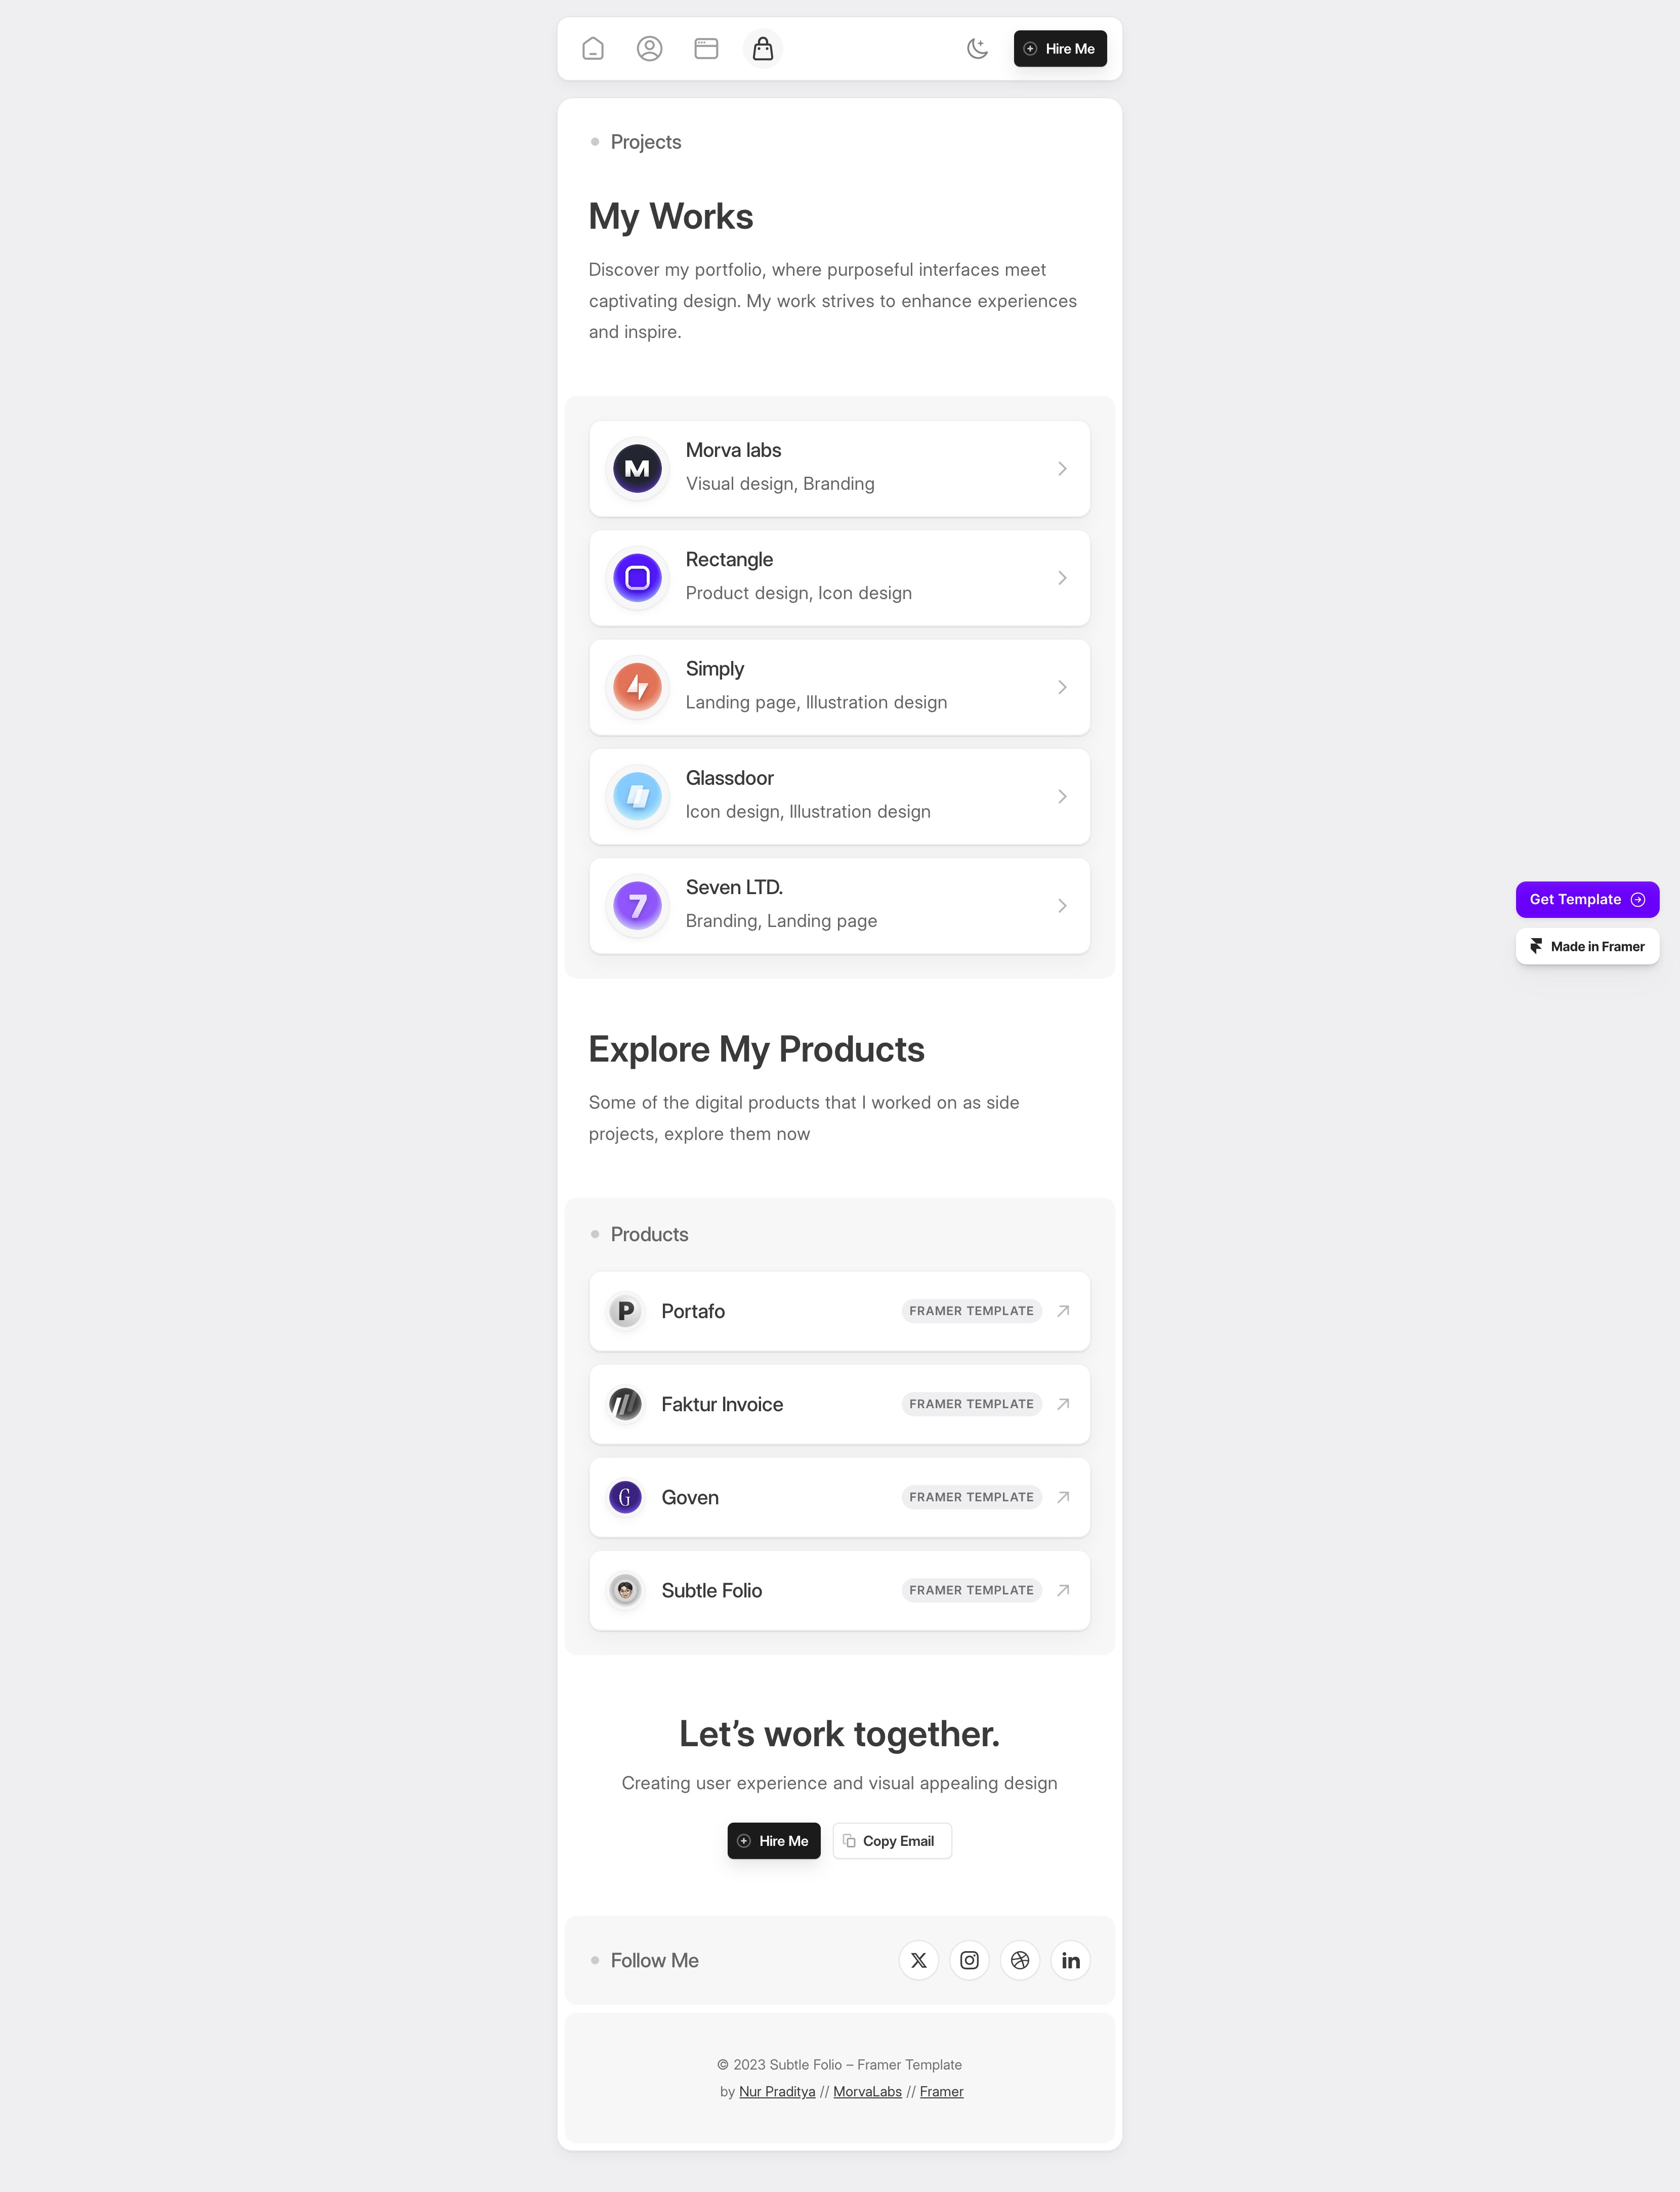 Hire Me
Projects
My Works
Discover my portfolio, where purposeful interfaces meet
captivating design. My work strives to enhance experiences
and inspire.
M
Morva labs
Visual design, Branding
Rectangle
Product design, Icon design
Simply
Landing page, Illustration design
Glassdoor
Icon design, Illustration design
7
Seven LTD.
Branding, Landing page
Get Template
Made in Framer
Explore My Products
Some of the digital products that I worked on as side
projects, explore them now
Products
P
Portafo
FRAMER TEMPLATE
Faktur Invoice
FRAMER TEMPLATE
G
Goven
FRAMER TEMPLATE
Subtle Folio
FRAMER TEMPLATE
Let’s work together.
Creating user experience and visual appealing design
Hire Me
Copy Email
Follow Me
X
in
© 2023 Subtle Folio – Framer Template
by Nur Praditya // MorvaLabs // Framer